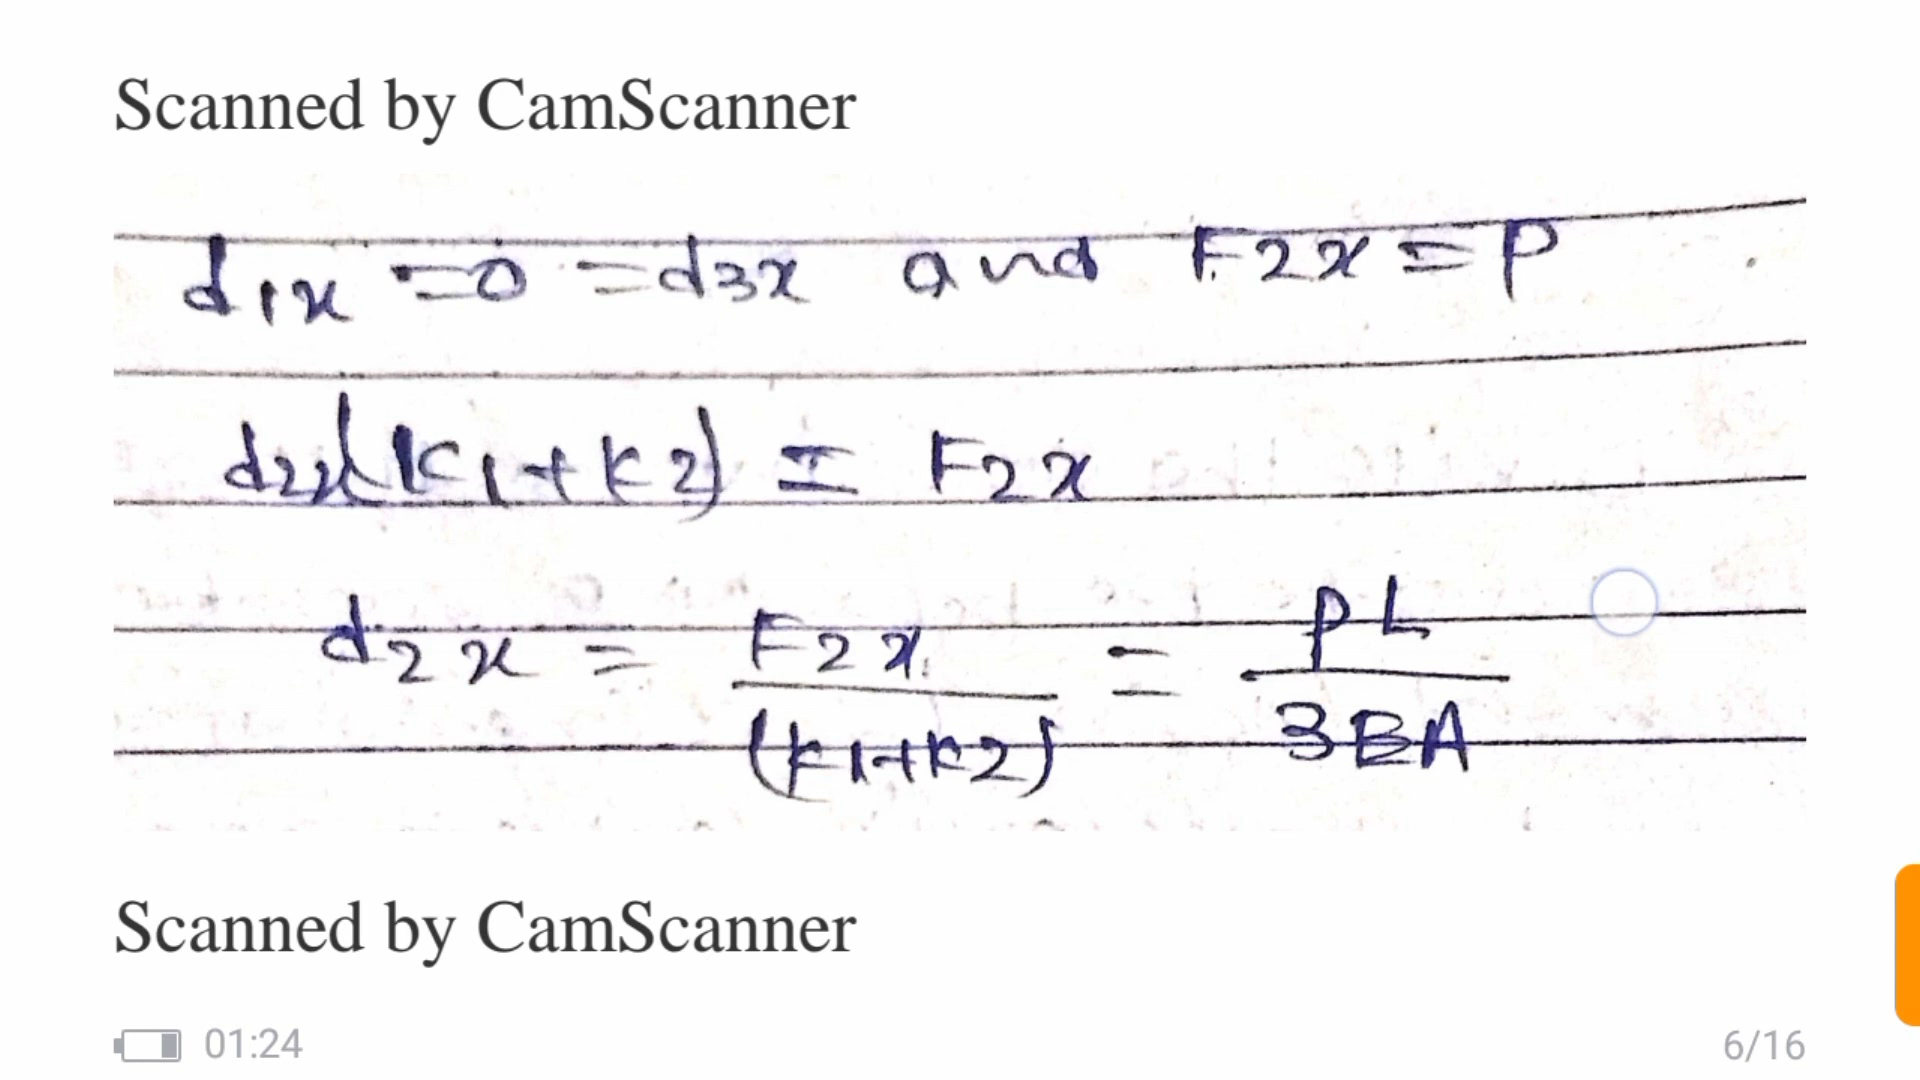 Scanned by CamScanner
d1x = 0 = d3x and F2x = P
d2x(K1+K2) = F2x
d2x = F2x / (K1+K2) = PL / 3EA
Scanned by CamScanner
01:24
6/16